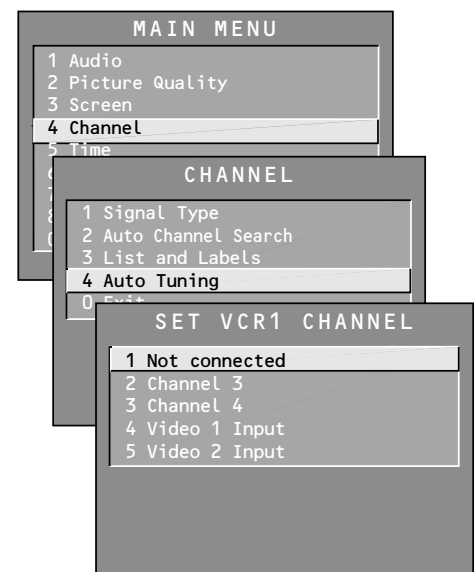 MAIN MENU
1 Audio
2 Picture Quality
3 Screen
4 Channel
5 Time
CHANNEL
1 Signal Type
2 Auto Channel Search
3 List and Labels
4 Auto Tuning
0 Exit
SET VCR1 CHANNEL
1 Not connected
2 Channel 3
3 Channel 4
4 Video 1 Input
5 Video 2 Input